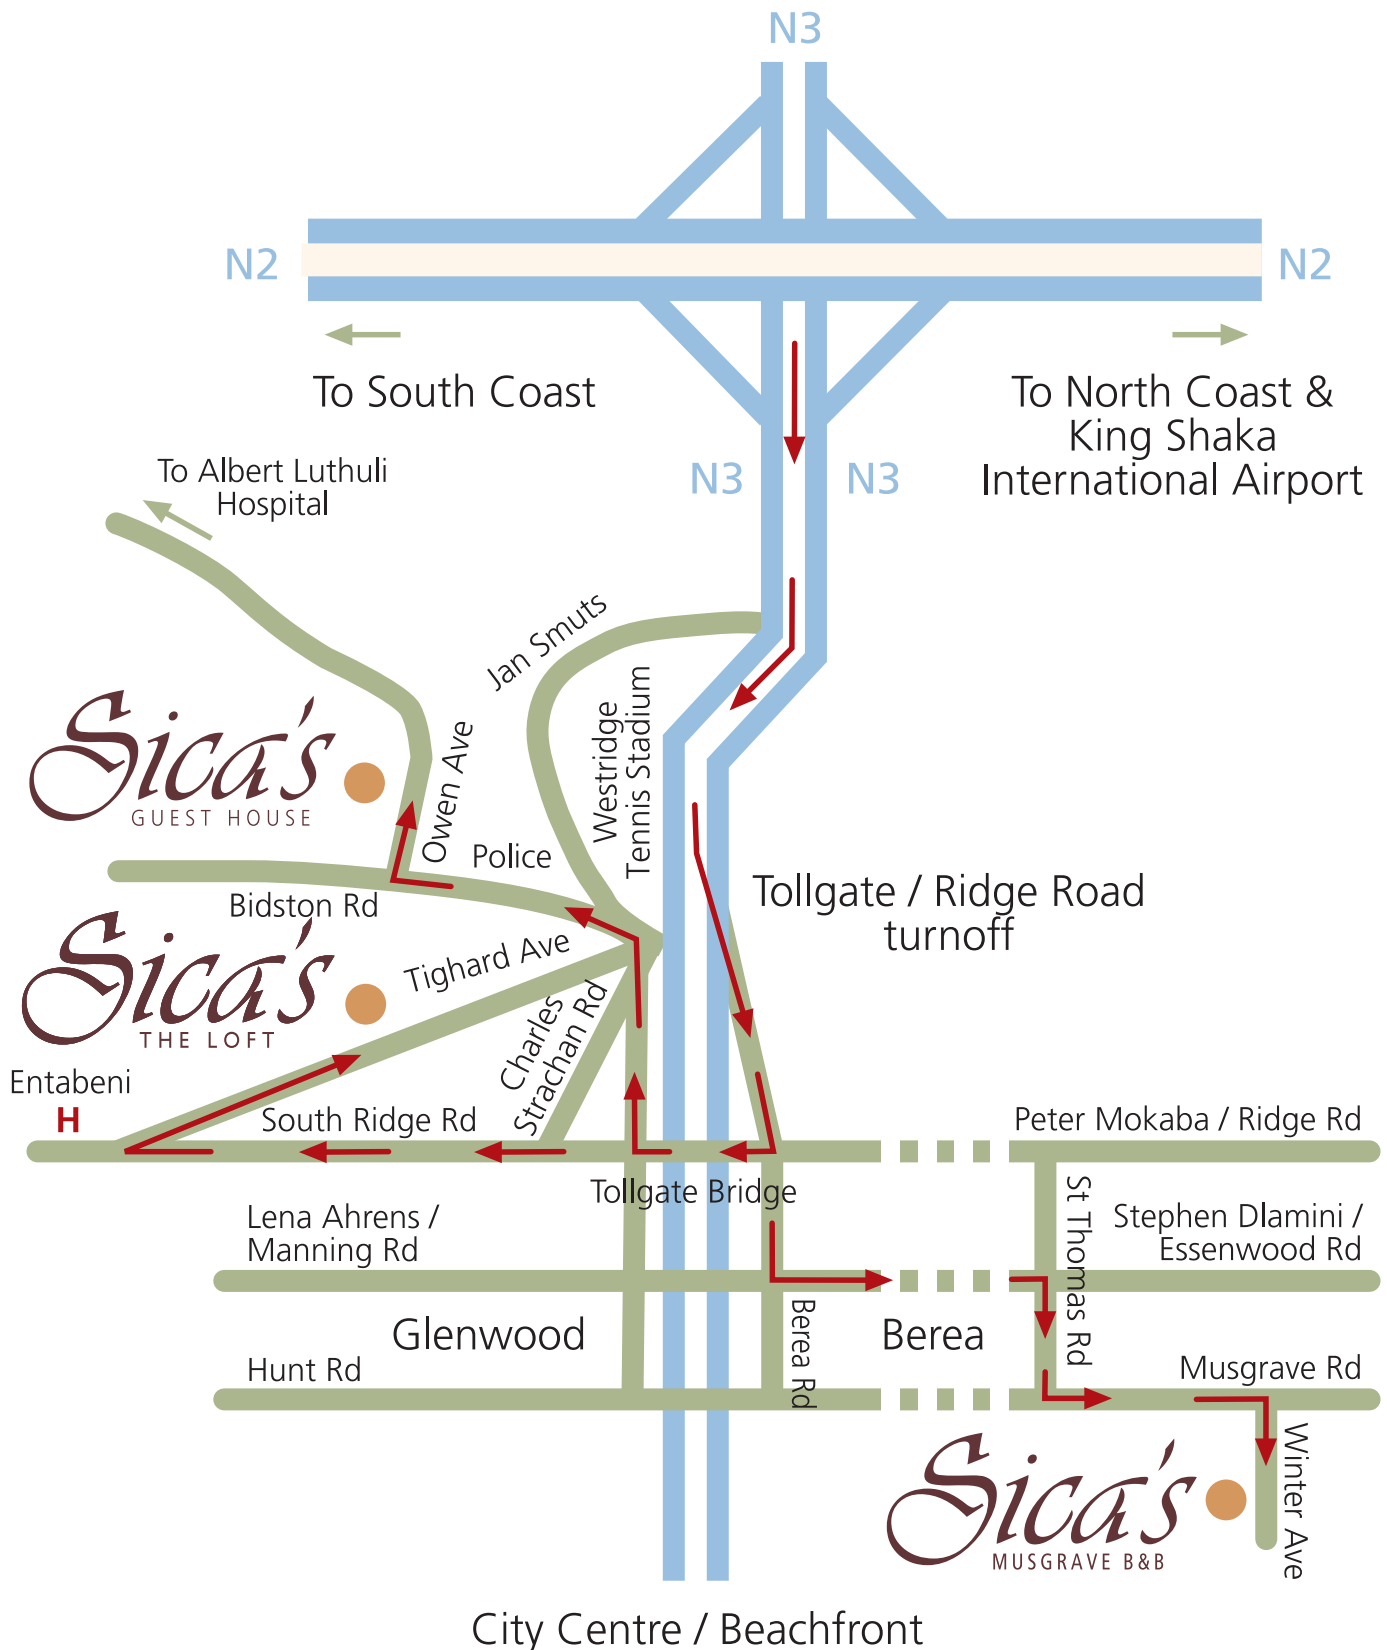 N3
N2
N2
To South Coast
To North Coast &
King Shaka
International Airport
N3
N3
To Albert Luthuli
Hospital
Jan Smuts
Westridge
Tennis Stadium
Sica's
GUEST HOUSE
Owen Ave
Police
Bidston Rd
Tollgate / Ridge Road
turnoff
Sica's
THE LOFT
Tighard Ave
Charles
Strachan Rd
Entabeni
H
South Ridge Rd
Peter Mokaba / Ridge Rd
Tollgate Bridge
St Thomas Rd
Lena Ahrens /
Manning Rd
Stephen Dlamini /
Essenwood Rd
Glenwood
Berea Rd
Berea
Hunt Rd
Musgrave Rd
Sica's
MUSGRAVE B&B
Winter Ave
City Centre / Beachfront